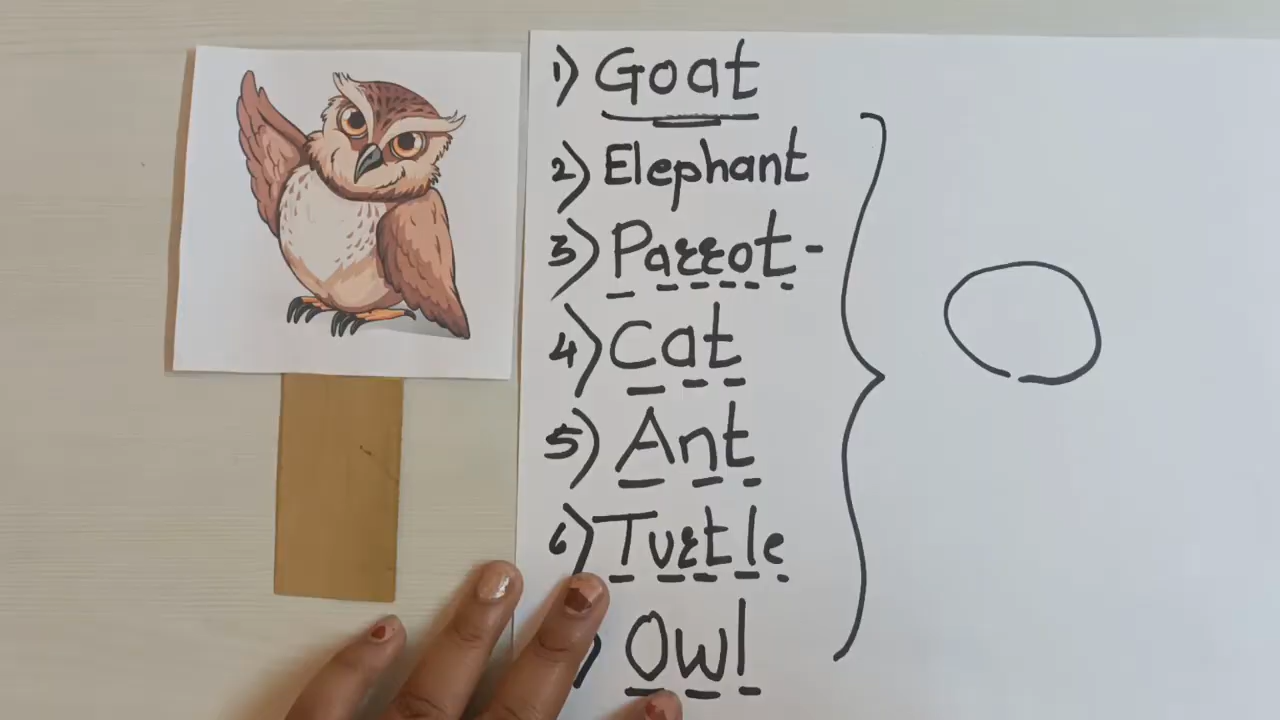 1) Goat
2) Elephant
3) Parrot -
4) Cat
5) Ant
6) Turtle
) Owl